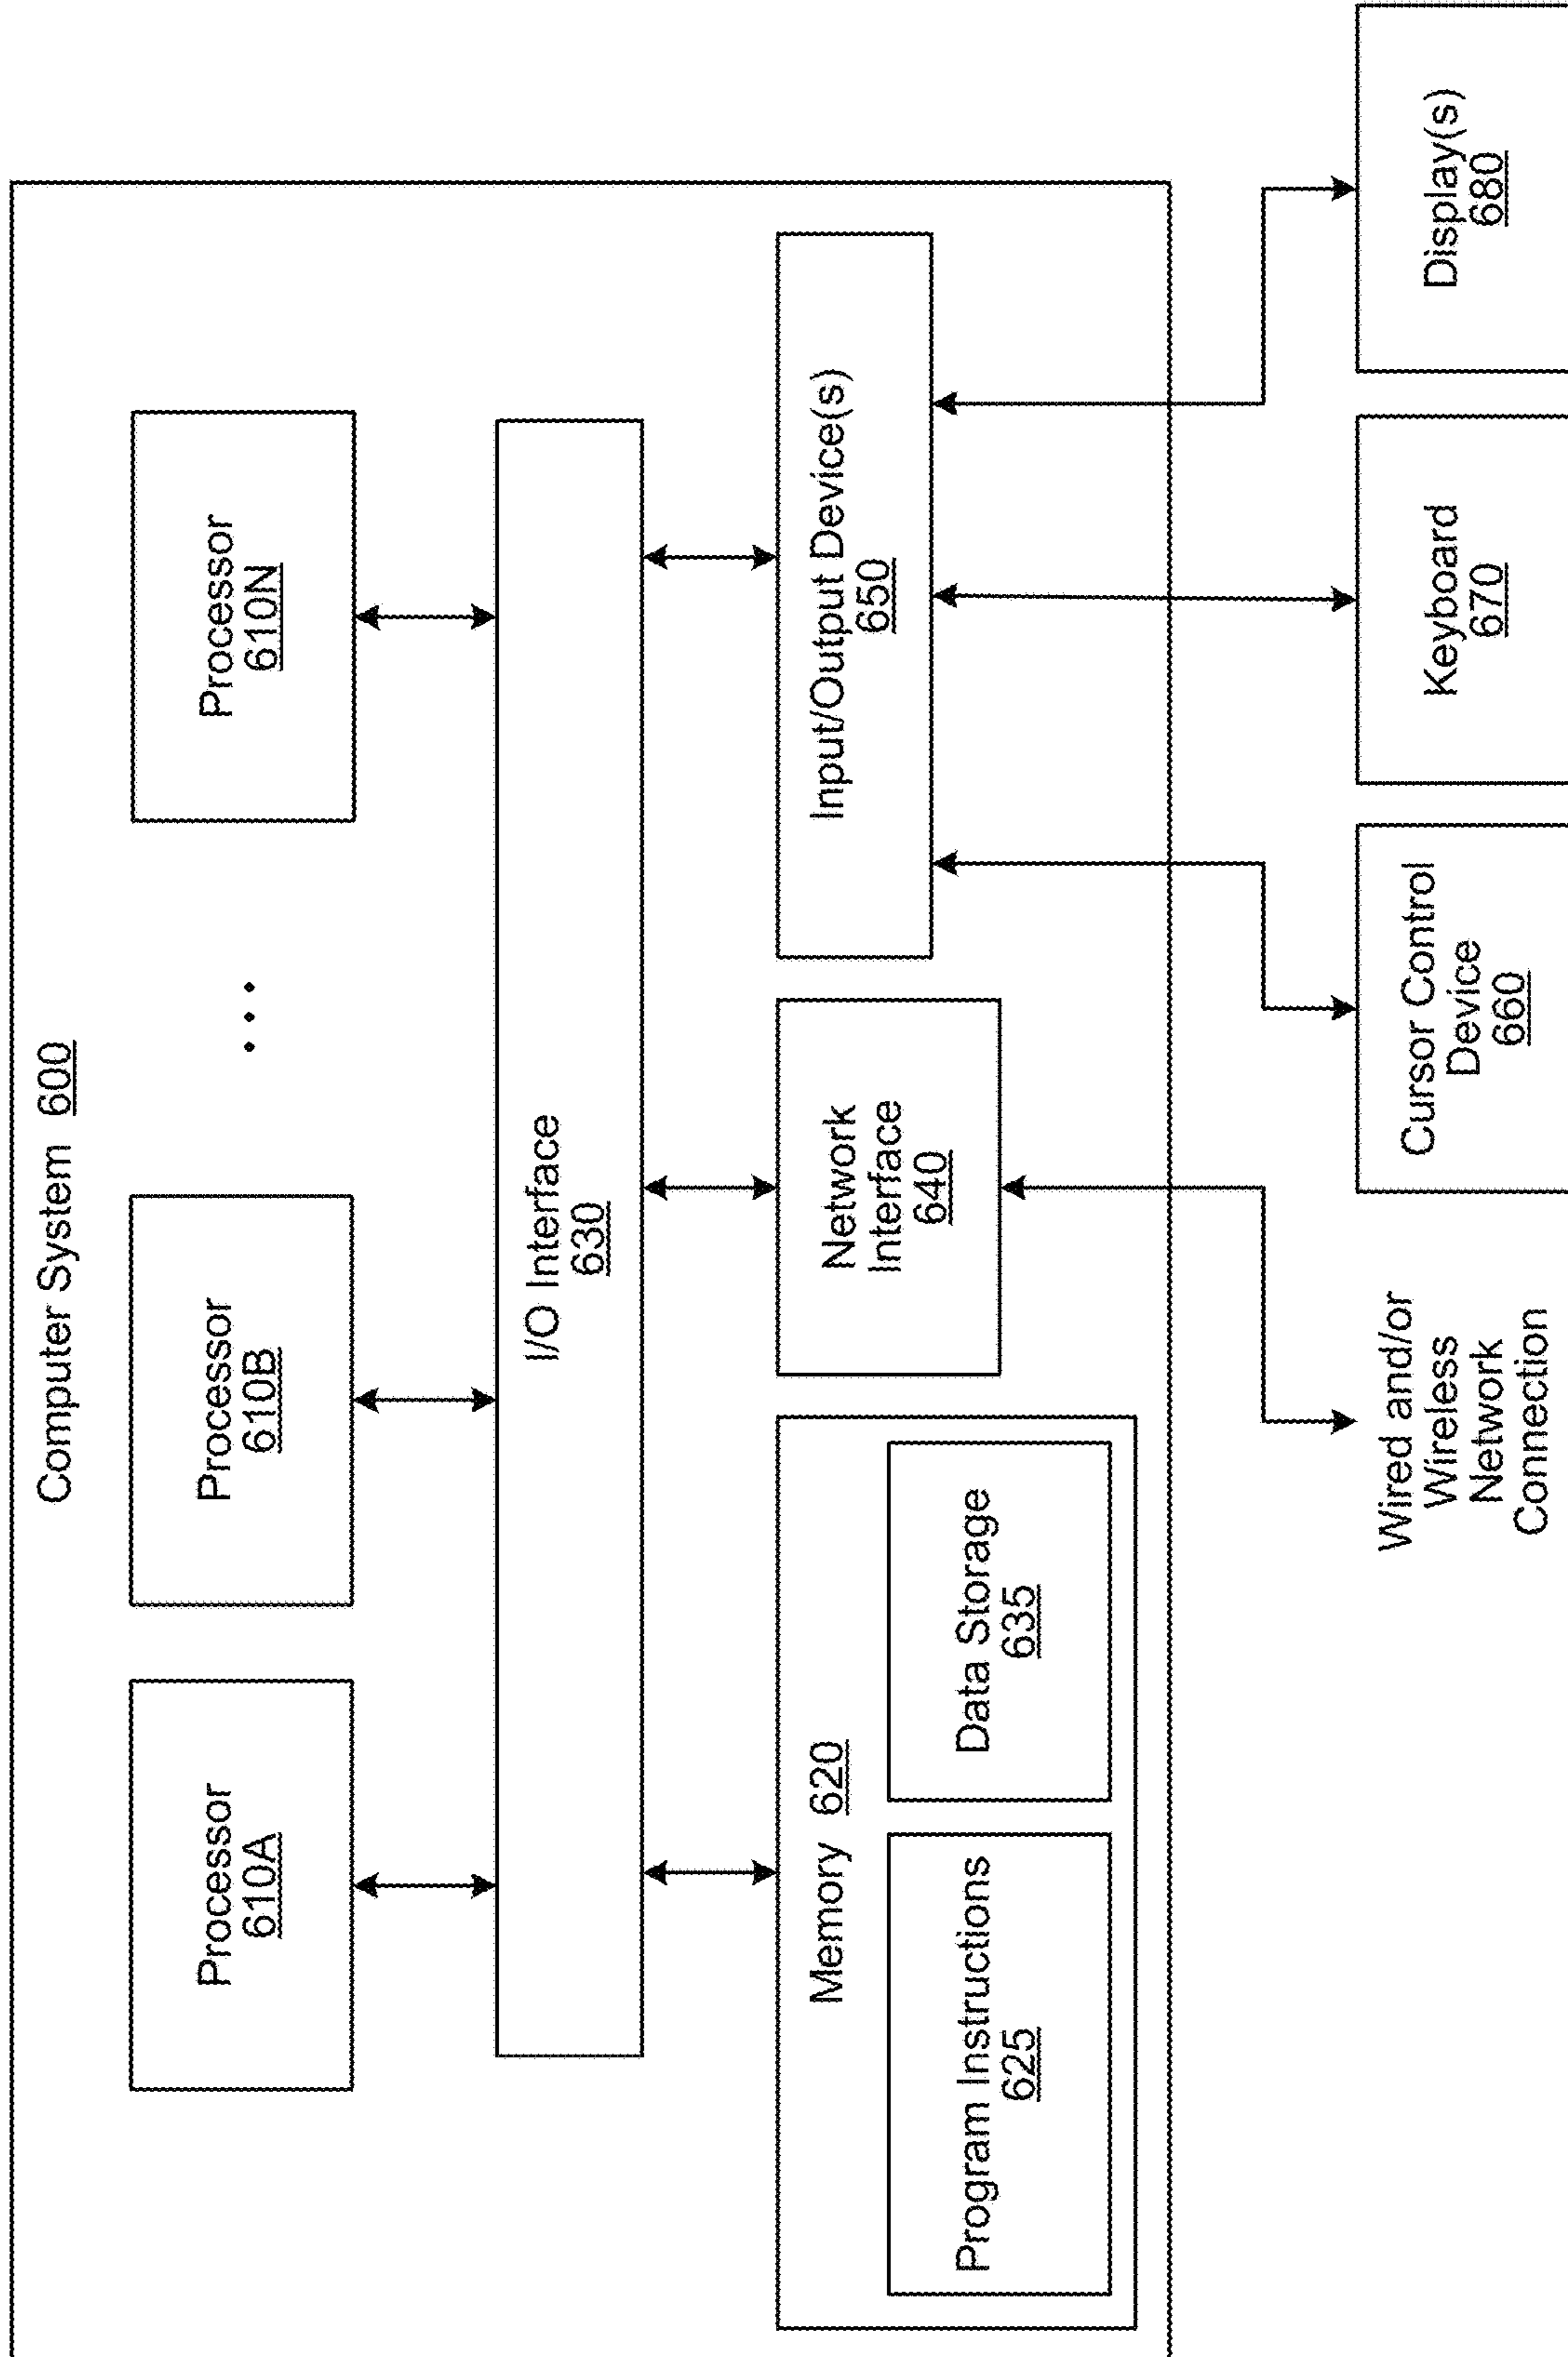 Computer System 600
Processor
610A
Processor
610B
...
Processor
610N
I/O Interface
630
Memory 620
Program Instructions
625
Data Storage
635
Network
Interface
640
Input/Output Device(s)
650
Wired and/or
Wireless
Network
Connection
Cursor Control
Device
660
Keyboard
670
Display(s)
680